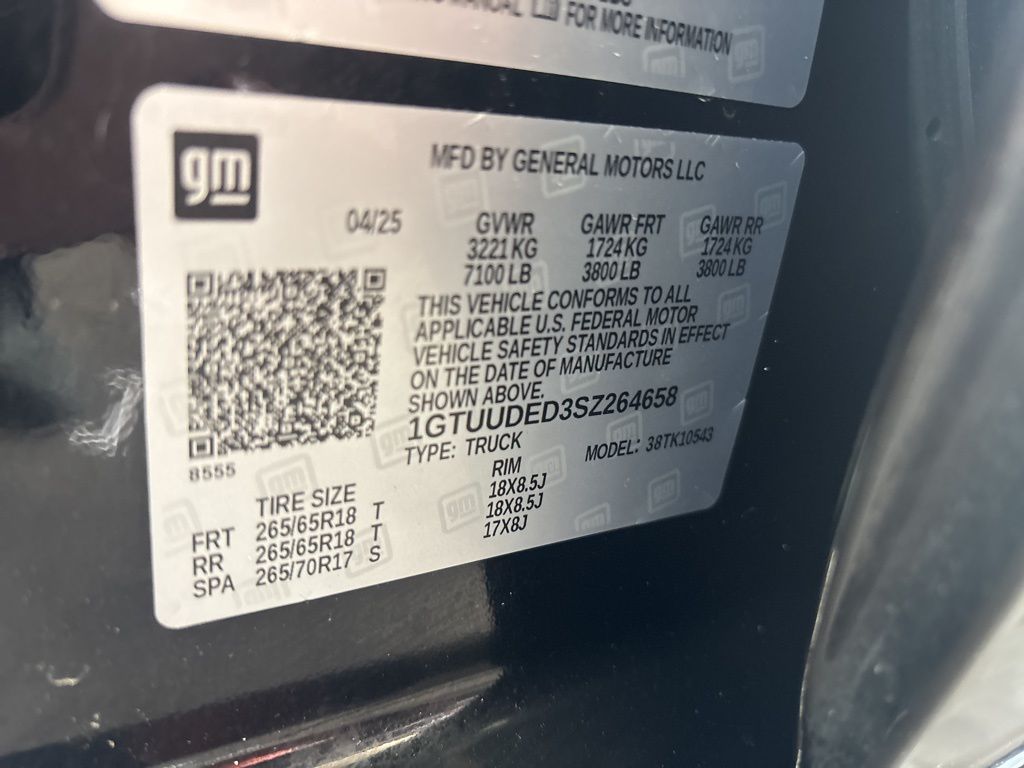 MANUAL FOR MORE INFORMATION
gm
MFD BY GENERAL MOTORS LLC
04/25 GVWR GAWR FRT GAWR RR
3221 KG 1724 KG 1724 KG
7100 LB 3800 LB 3800 LB
THIS VEHICLE CONFORMS TO ALL
APPLICABLE U.S. FEDERAL MOTOR
VEHICLE SAFETY STANDARDS IN EFFECT
ON THE DATE OF MANUFACTURE
SHOWN ABOVE.
1GTUUDED3SZ264658
8555
TYPE: TRUCK MODEL: 38TK10543
TIRE SIZE RIM
FRT 265/65R18 T 18X8.5J
RR 265/65R18 T 18X8.5J
SPA 265/70R17 S 17X8J